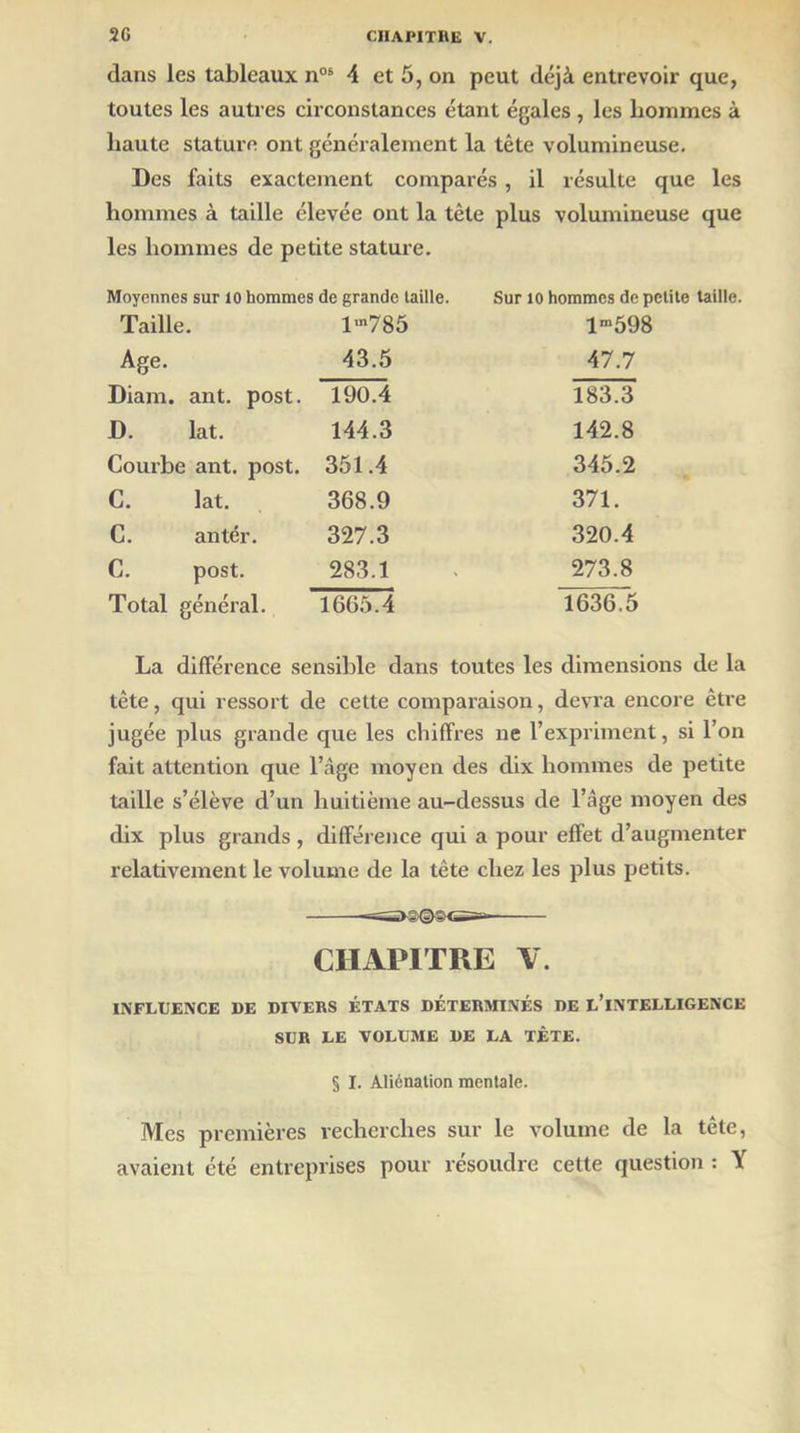 26 CHAPITRE V.
dans les tableaux nos 4 et 5, on peut déjà entrevoir que,
toutes les autres circonstances étant égales, les hommes à
haute stature ont généralement la tête volumineuse.
Des faits exactement comparés, il résulte que les
hommes à taille élevée ont la tête plus volumineuse que
les hommes de petite stature.
Moyennes sur 10 hommes de grande taille. Sur 10 hommes de petite taille.
Taille. 1m785 1m598
Age. 43.5 47.7
Diam. ant. post. 190.4 183.3
D. lat. 144.3 142.8
Courbe ant. post. 351.4 345.2
C. lat. 368.9 371.
C. antér. 327.3 320.4
C. post. 283.1 273.8
Total général. 1665.4 1636.5
La différence sensible dans toutes les dimensions de la
tête, qui ressort de cette comparaison, devra encore être
jugée plus grande que les chiffres ne l'expriment, si l'on
fait attention que l'âge moyen des dix hommes de petite
taille s'élève d'un huitième au-dessus de l'âge moyen des
dix plus grands, différence qui a pour effet d'augmenter
relativement le volume de la tête chez les plus petits.
CHAPITRE V.
INFLUENCE DE DIVERS ÉTATS DÉTERMINÉS DE L'INTELLIGENCE
SUR LE VOLUME DE LA TÊTE.
§ I. Aliénation mentale.
Mes premières recherches sur le volume de la tête,
avaient été entreprises pour résoudre cette question : Y